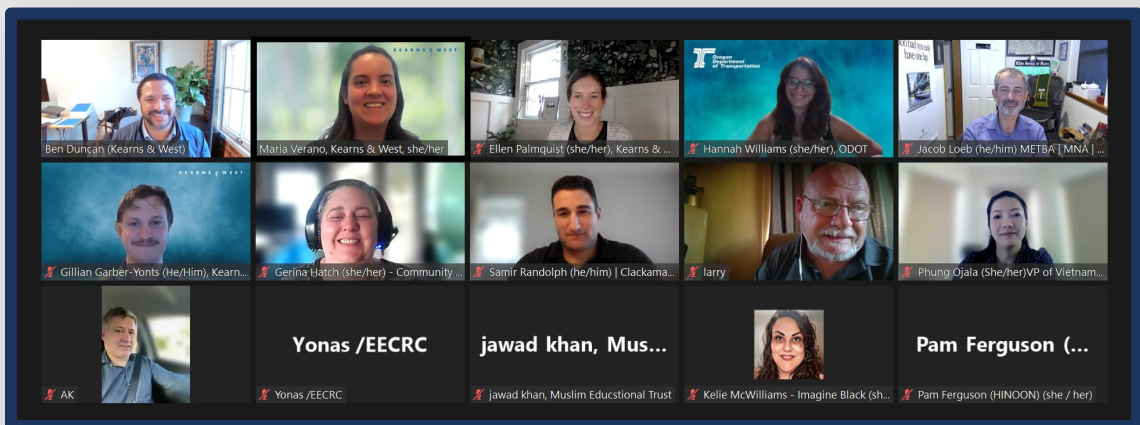 Ben Duncan (Kearns & West)
KEARNS & WEST
Maria Verano, Kearns & West, she/her
Ellen Palmquist (she/her), Kearns & ...
Oregon
Department
of Transportation
Hannah Williams (she/her), ODOT
have one tap
Jacob Loeb (he/him) METBA | MNA | ...
KEARNS & WEST
Gillian Garber-Yonts (He/Him), Kearn...
Gerina Hatch (she/her) - Community ...
Samir Randolph (he/him) | Clackama...
larry
Phung Ojala (She/her)VP of Vietnam...
AK
Yonas /EECRC
Yonas /EECRC
jawad khan, Mus...
jawad khan, Muslim Educstional Trust
Kelie McWilliams - Imagine Black (sh...
Pam Ferguson (...
Pam Ferguson (HINOON) (she / her)